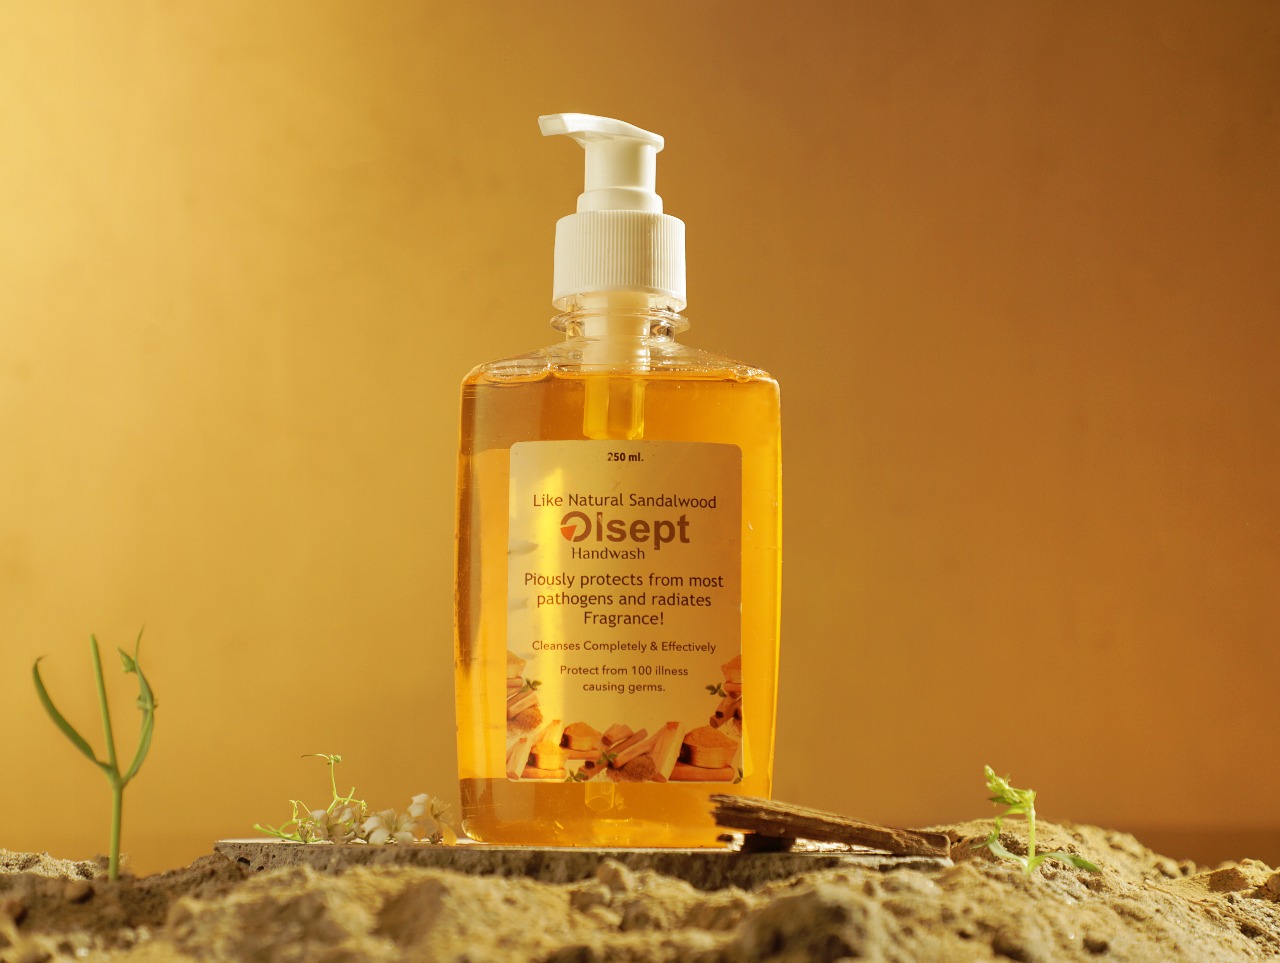 250 ml.
Like Natural Sandalwood
Olsept
Handwash
Piously protects from most
pathogens and radiates
Fragrance!
Cleanses Completely & Effectively
Protect from 100 illness
causing germs.